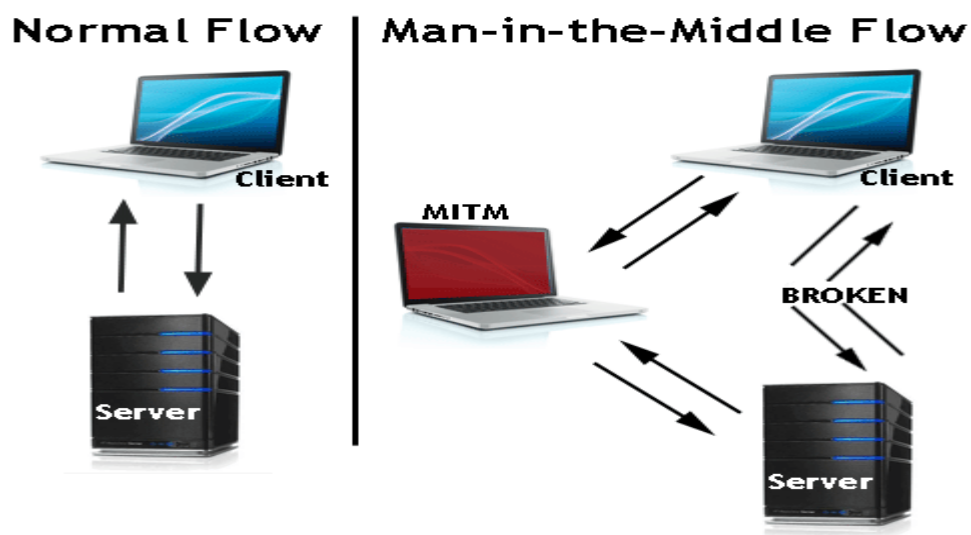 Normal Flow
Client
Server
Man-in-the-Middle Flow
Client
MITM
BROKEN
Server